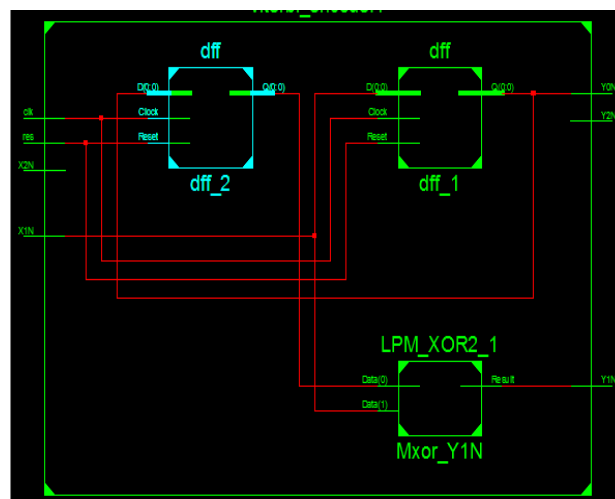 dff
dff
D(0:0)
Q(0:0)
D(0:0)
Q(0:0)
Y0N
clk
Clock
Clock
Y2N
res
Reset
Reset
X2N
dff_2
dff_1
X1N
LPM_XOR2_1
Data(0)
Result
Y1N
Data(1)
Mxor_Y1N